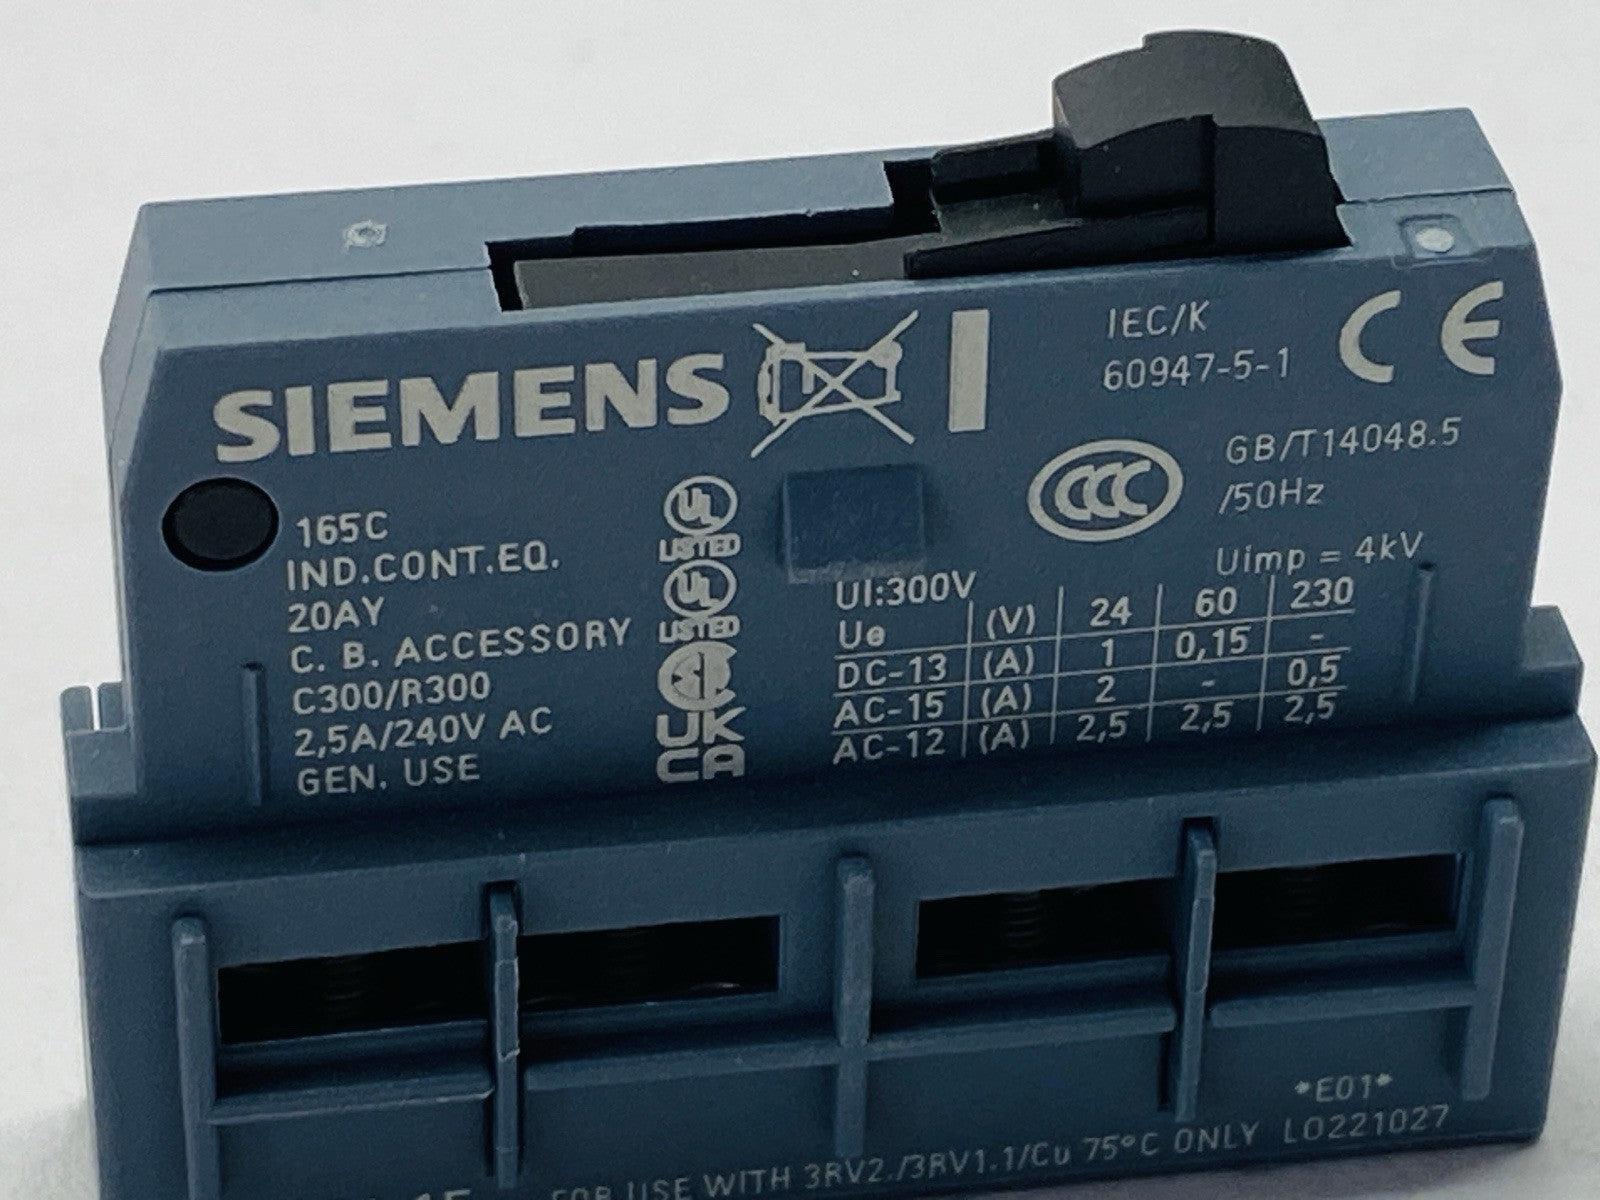 SIEMENS
IEC/K
60947-5-1
CE
GB/T14048.5
/50Hz
CCC
Uimp = 4kV
165C
IND.CONT.EQ.
20AY
C. B. ACCESSORY
C300/R300
2,5A/240V AC
GEN. USE
UL
LISTED
UL
LISTED
UK
CA
UI:300V
Ue (V) 24 60 230
DC-13 (A) 1 0,15 -
AC-15 (A) 2 - 0,5
AC-12 (A) 2,5 2,5 2,5
*E01*
FOR USE WITH 3RV2./3RV1.1/Cu 75°C ONLY LO221027